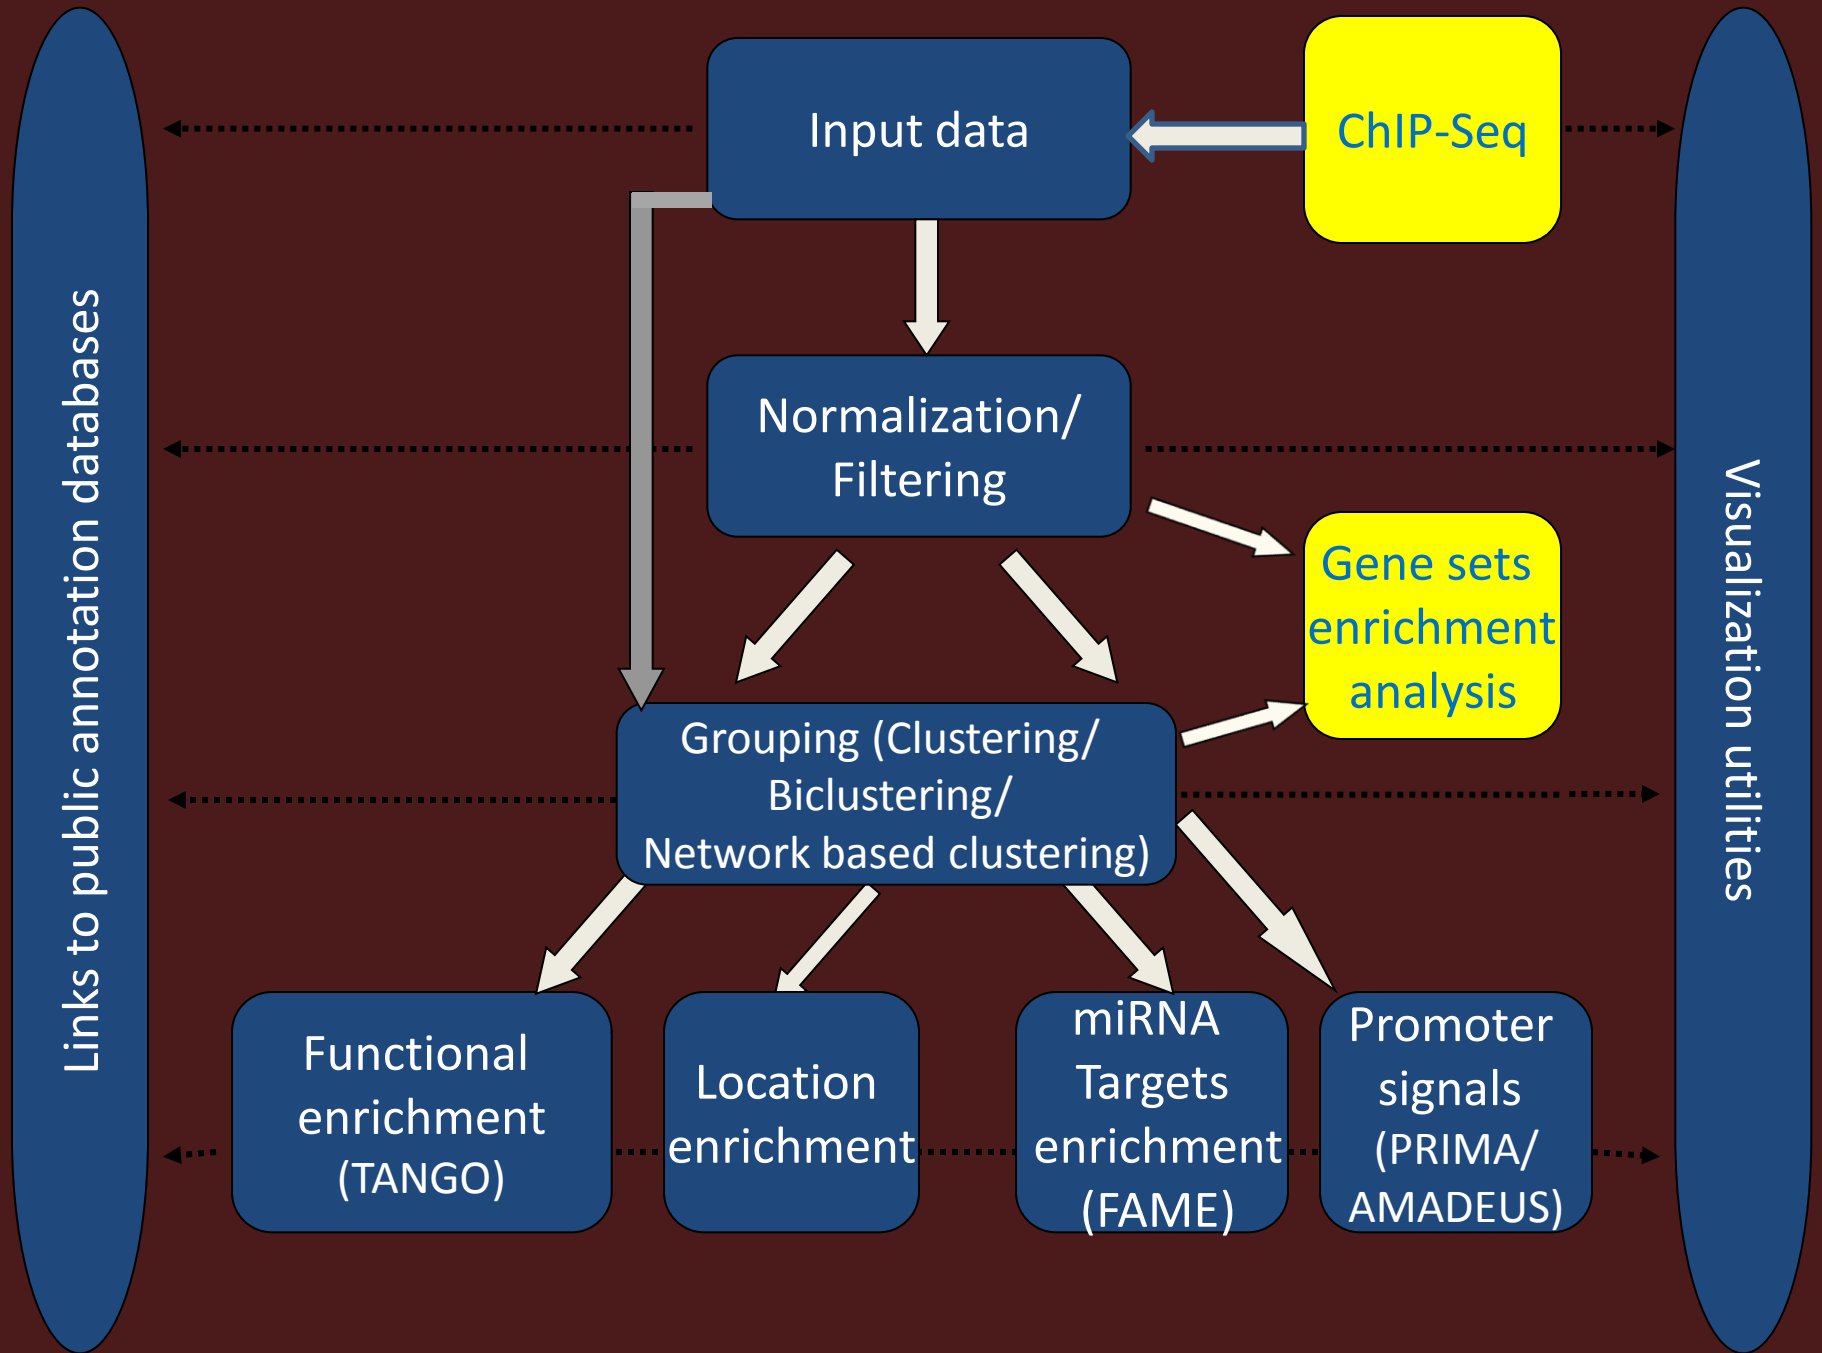 Links to public annotation databases
Input data
ChIP-Seq
Normalization/
Filtering
Gene sets
enrichment
analysis
Grouping (Clustering/
Biclustering/
Network based clustering)
Functional
enrichment
(TANGO)
Location
enrichment
miRNA
Targets
enrichment
(FAME)
Promoter
signals
(PRIMA/
AMADEUS)
Visualization utilities